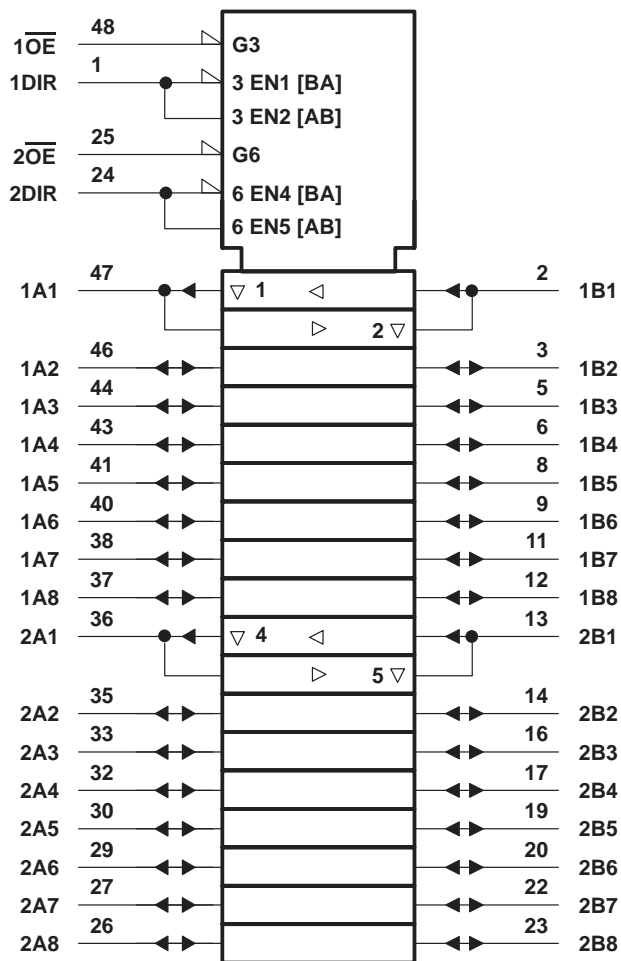 48
1O̅E̅ G3
1
1DIR 3 EN1 [BA]
3 EN2 [AB]
25
2O̅E̅ G6
24
2DIR 6 EN4 [BA]
6 EN5 [AB]
47 2
1A1 ▽ 1 ◁ 1B1
▷ 2 ▽
46 3
1A2 1B2
44 5
1A3 1B3
43 6
1A4 1B4
41 8
1A5 1B5
40 9
1A6 1B6
38 11
1A7 1B7
37 12
1A8 1B8
36 13
2A1 ▽ 4 ◁ 2B1
▷ 5 ▽
35 14
2A2 2B2
33 16
2A3 2B3
32 17
2A4 2B4
30 19
2A5 2B5
29 20
2A6 2B6
27 22
2A7 2B7
26 23
2A8 2B8